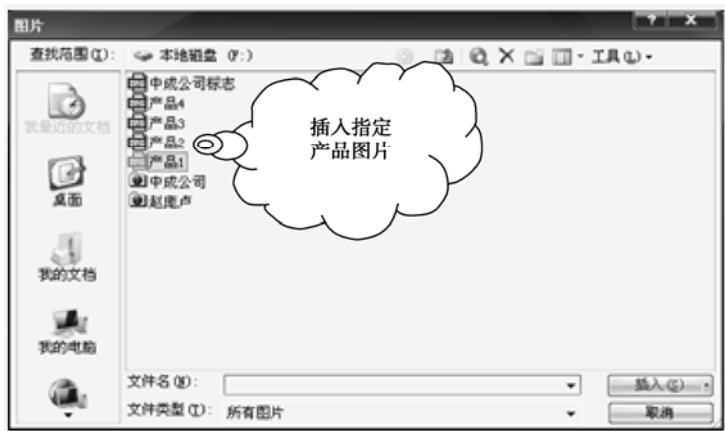 图片
查找范围(I):
本地磁盘 (F:)
工具(L)
我最近的文档
桌面
我的文档
我的电脑
中成公司标志
产品4
产品3
产品2
产品1
中成公司
插入指定
产品图片
文件名(N):
文件类型(T):
所有图片
插入(S)
取消